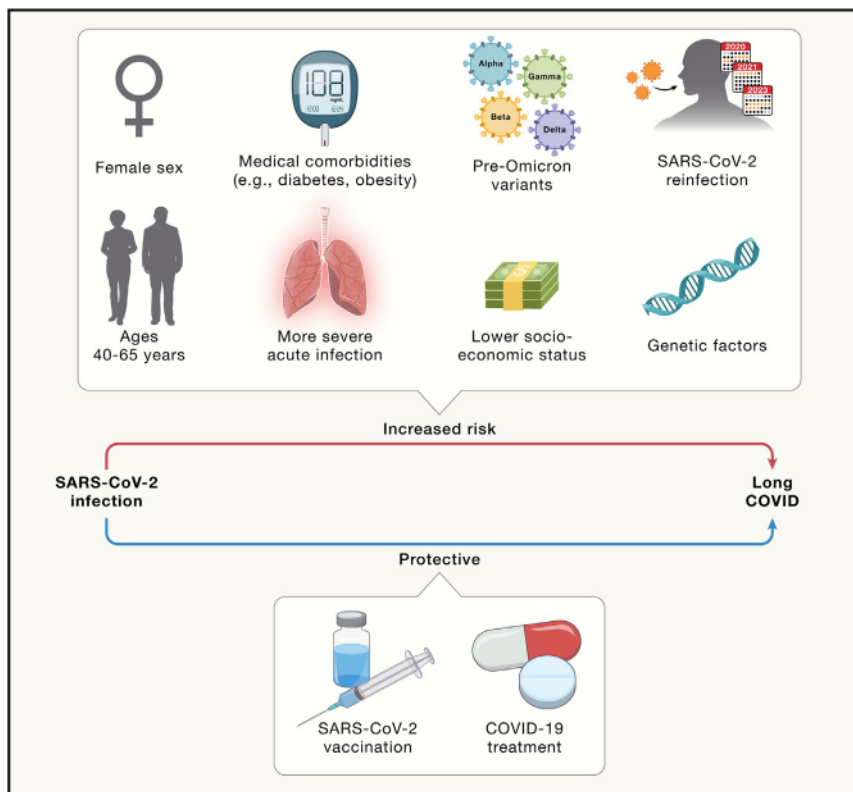 108
mg/dL
Alpha
Gamma
Beta
Delta
2020
2021
2023
Female sex
Medical comorbidities
(e.g., diabetes, obesity)
Pre-Omicron
variants
SARS-CoV-2
reinfection
Ages
40-65 years
More severe
acute infection
Lower socio-
economic status
Genetic factors
Increased risk
SARS-CoV-2
infection
Long
COVID
Protective
SARS-CoV-2
vaccination
COVID-19
treatment